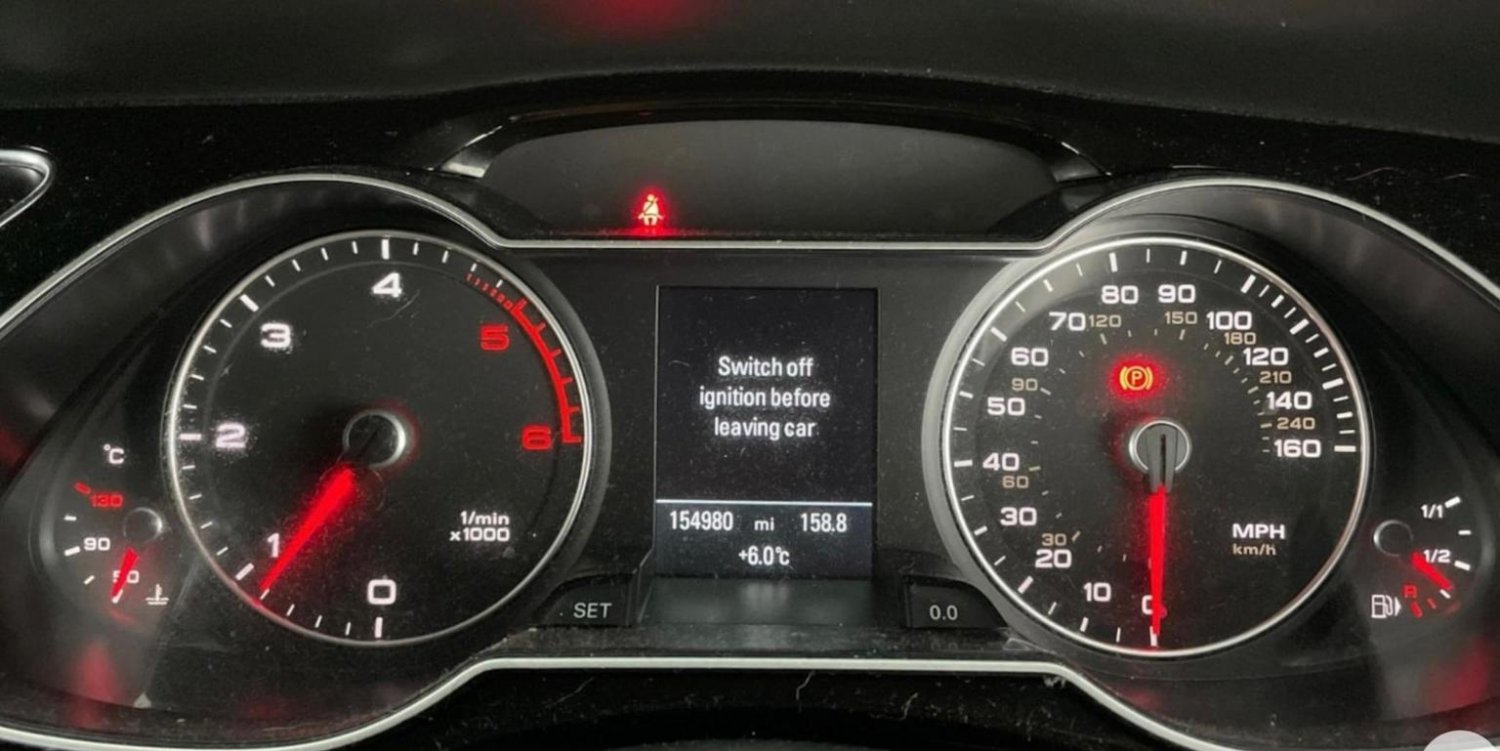 4
3
5
2
6
1
0
1/min
x1000
°C
130
90
50
Switch off
ignition before
leaving car
154980 mi 158.8
+6.0°C
SET
0.0
80 90
70 120 150 100
180
60 120
90 210
50 140
240
40 160
60
30
30
20
10
0
P
MPH
km/h
1/1
1/2
R